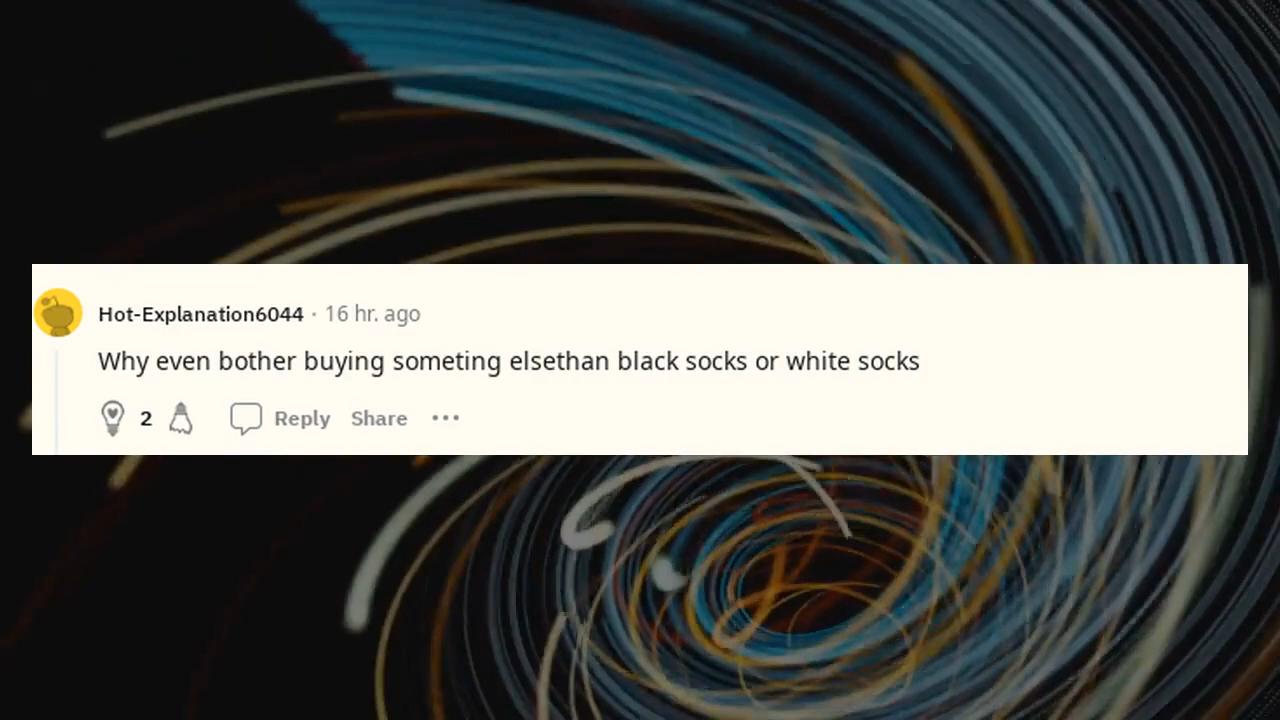 Hot-Explanation6044 · 16 hr. ago
Why even bother buying someting elsethan black socks or white socks
2 Reply Share ···